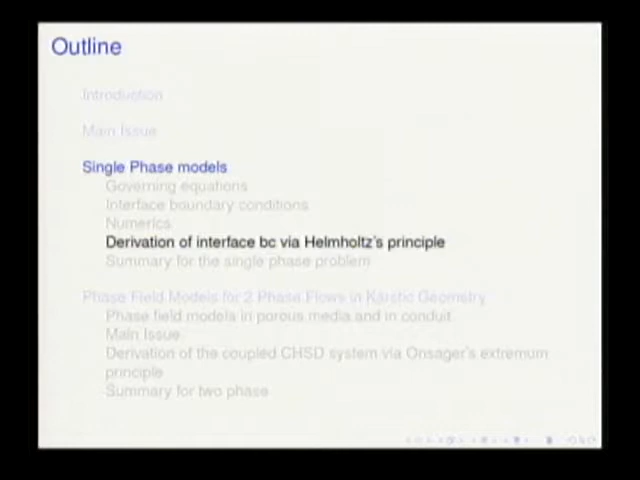 Outline
Introduction
Main Issue
Single Phase models
Governing equations
Interface boundary conditions
Numerics
Derivation of interface bc via Helmholtz's principle
Summary for the single phase problem
Phase Field Models for 2 Phase Flows in Karstic Geometry
Phase field models in porous media and in conduit
Main Issue
Derivation of the coupled CHSD system via Onsager's extremum
principle
Summary for two phase